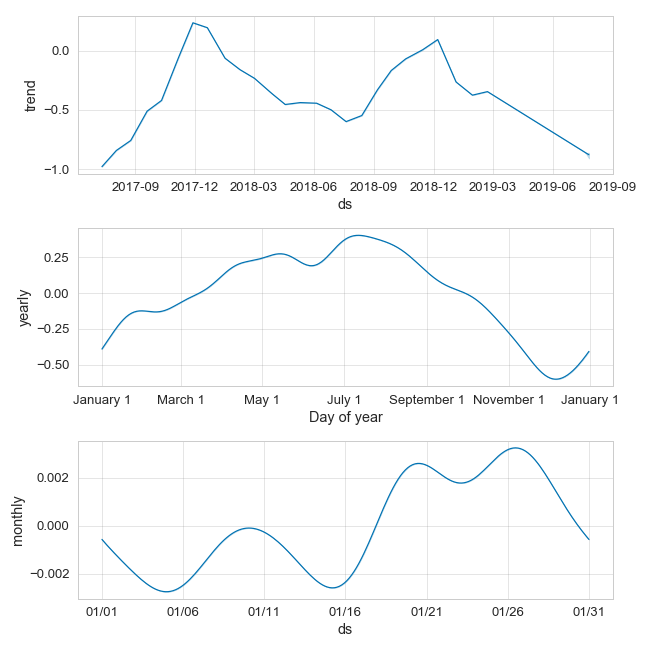 0.0
−0.5
−1.0
trend
2017-09 2017-12 2018-03 2018-06 2018-09 2018-12 2019-03 2019-06 2019-09
ds
0.25
0.00
−0.25
−0.50
yearly
January 1 March 1 May 1 July 1 September 1 November 1 January 1
Day of year
0.002
0.000
−0.002
monthly
01/01 01/06 01/11 01/16 01/21 01/26 01/31
ds